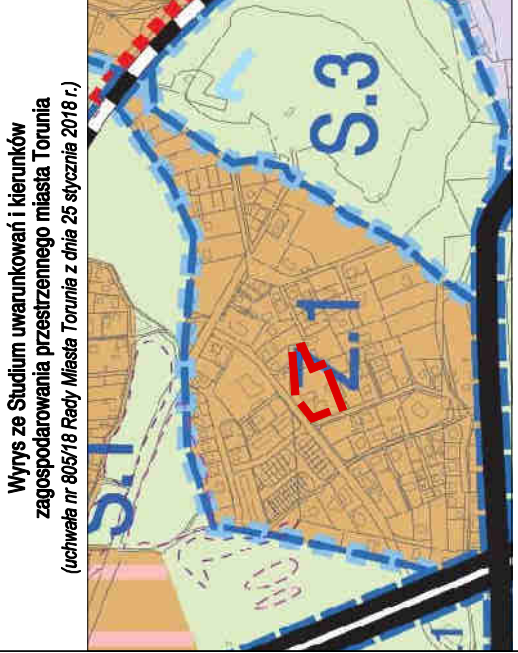 Wyrys ze Studium uwarunkowań i kierunków
zagospodarowania przestrzennego miasta Torunia
(uchwała nr 805/18 Rady Miasta Torunia z dnia 25 stycznia 2018 r.)
S.3
Z.1
S.1
.1